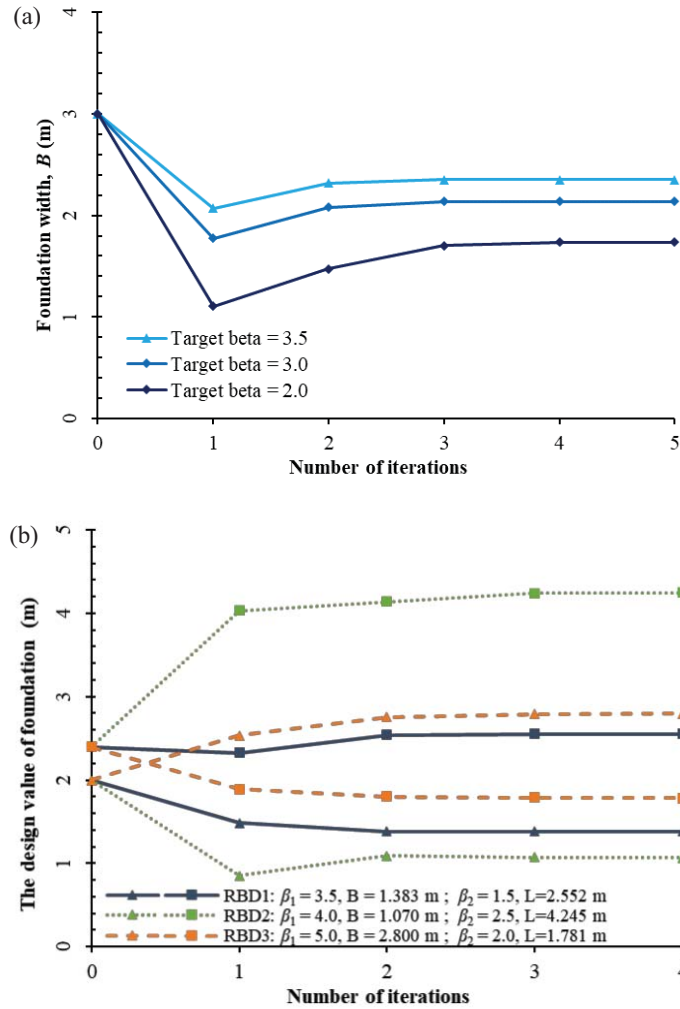 (a)
4
3
2
1
0
Foundation width, B (m)
Target beta = 3.5
Target beta = 3.0
Target beta = 2.0
0 1 2 3 4 5
Number of iterations
(b)
5
4
3
2
1
0
The design value of foundation (m)
RBD1: β1 = 3.5, B = 1.383 m ; β2 = 1.5, L=2.552 m
RBD2: β1 = 4.0, B = 1.070 m ; β2 = 2.5, L=4.245 m
RBD3: β1 = 5.0, B = 2.800 m ; β2 = 2.0, L=1.781 m
0 1 2 3 4
Number of iterations